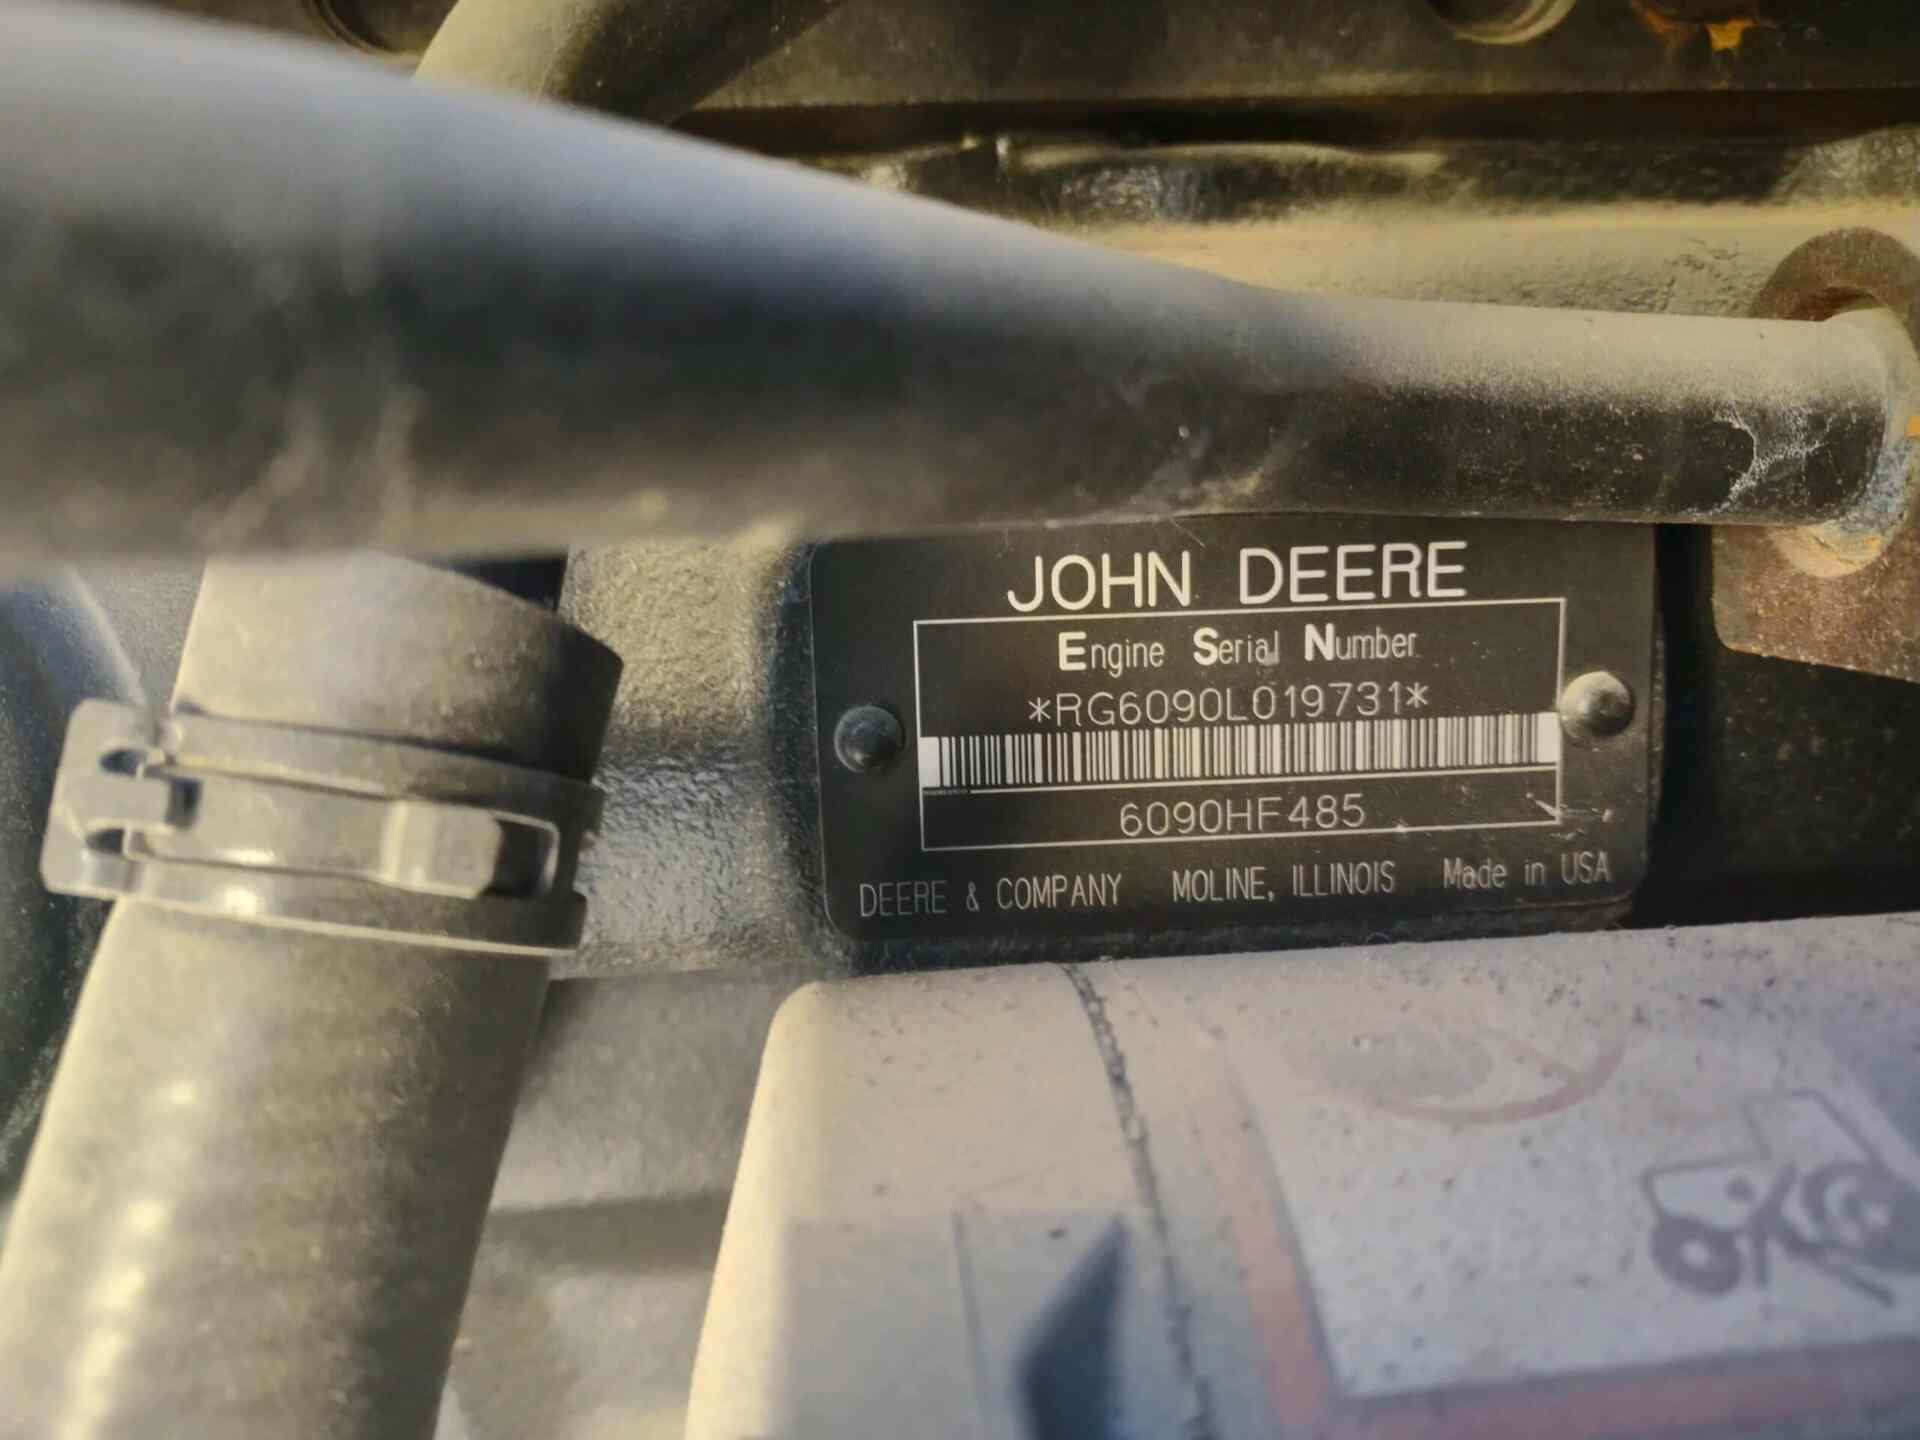 JOHN DEERE
Engine Serial Number
*RG6090L019731*
6090HF485
DEERE & COMPANY MOLINE, ILLINOIS Made in USA